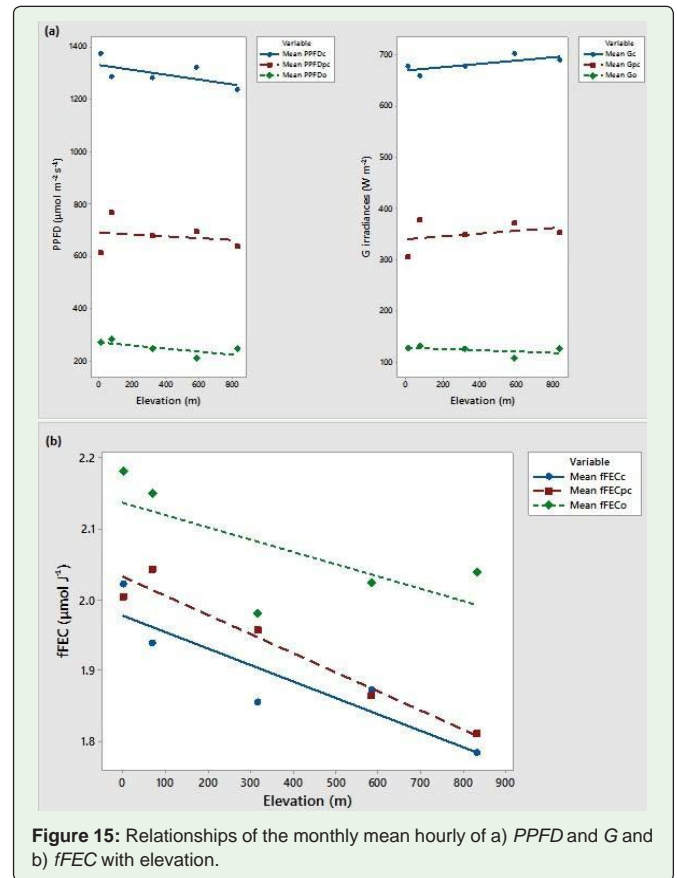 (a)
Variable
Mean PPFDc
Mean PPFDpc
Mean PPFDo
1400
1200
1000
800
600
400
200
PPFD (µmol m⁻² s⁻¹)
0 200 400 600 800
Elevation (m)
Variable
Mean Gc
Mean Gpc
Mean Go
700
600
500
400
300
200
100
G irradiances (W m⁻²)
0 200 400 600 800
Elevation (m)
(b)
Variable
Mean fFECc
Mean fFECpc
Mean fFECo
2.2
2.1
2.0
1.9
1.8
fFEC (µmol J⁻¹)
0 100 200 300 400 500 600 700 800 900
Elevation (m)
Figure 15: Relationships of the monthly mean hourly of a) PPFD and G and
b) fFEC with elevation.